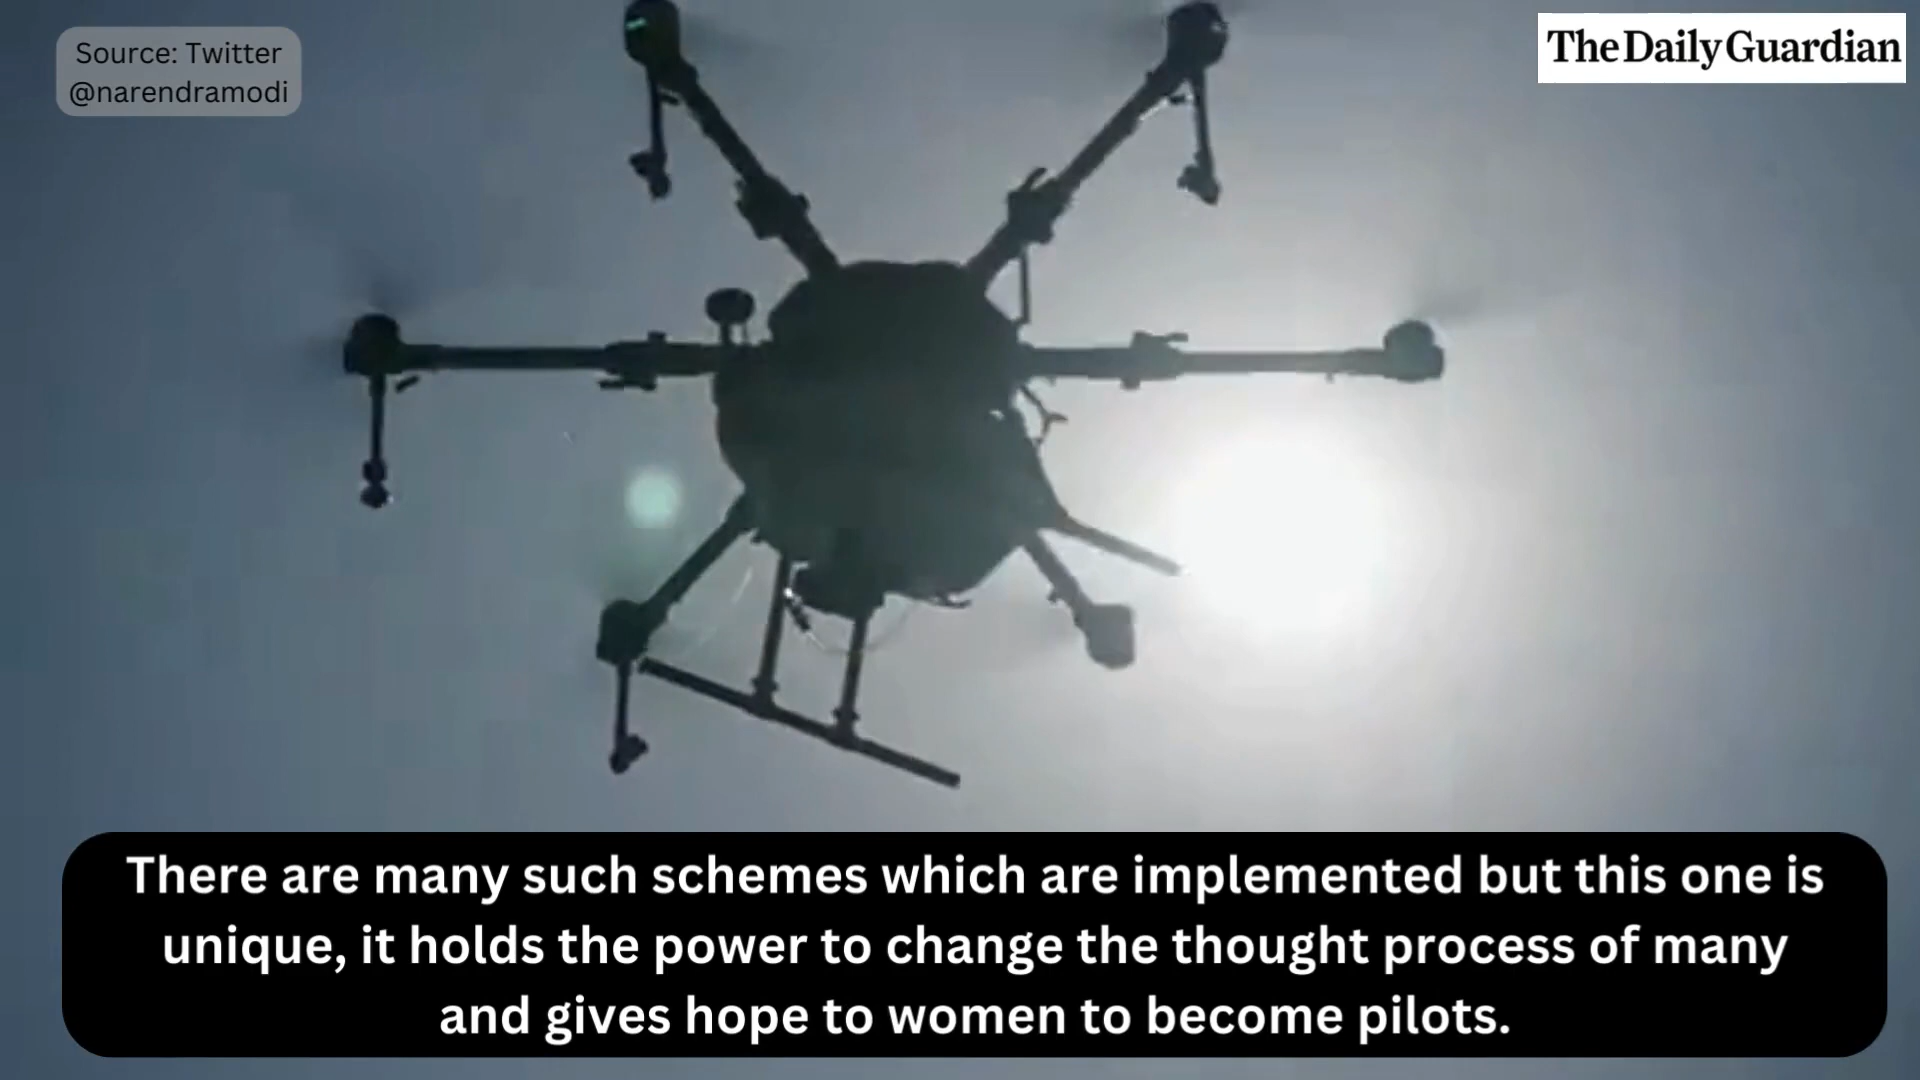 Source: Twitter
@narendramodi
The Daily Guardian
There are many such schemes which are implemented but this one is
unique, it holds the power to change the thought process of many
and gives hope to women to become pilots.